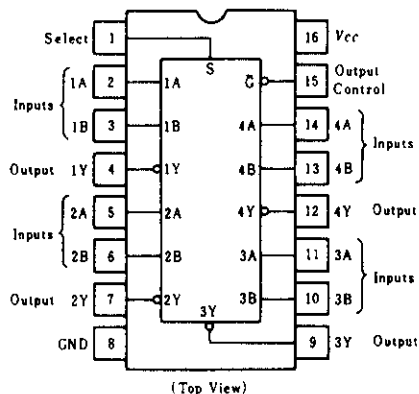 Select 1 16 Vcc
S
1A 2 1A G̅ 15 Output Control
Inputs
1B 3 1B 4A 14 4A
Inputs
Output 1Y 4 1Y 4B 13 4B
2A 5 2A 4Y 12 4Y Output
Inputs
2B 6 2B 3A 11 3A
Inputs
Output 2Y 7 2Y 3B 10 3B
3Y
GND 8 9 3Y Output
(Top View)